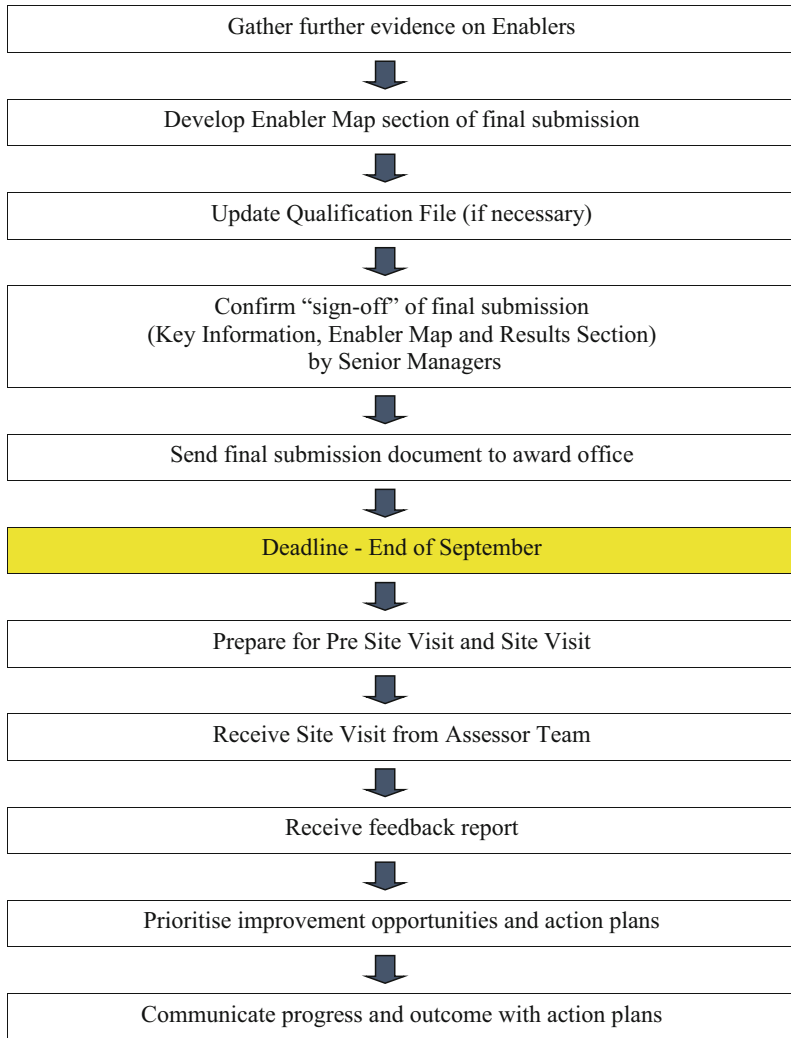 Gather further evidence on Enablers
Develop Enabler Map section of final submission
Update Qualification File (if necessary)
Confirm “sign-off” of final submission
(Key Information, Enabler Map and Results Section)
by Senior Managers
Send final submission document to award office
Deadline - End of September
Prepare for Pre Site Visit and Site Visit
Receive Site Visit from Assessor Team
Receive feedback report
Prioritise improvement opportunities and action plans
Communicate progress and outcome with action plans